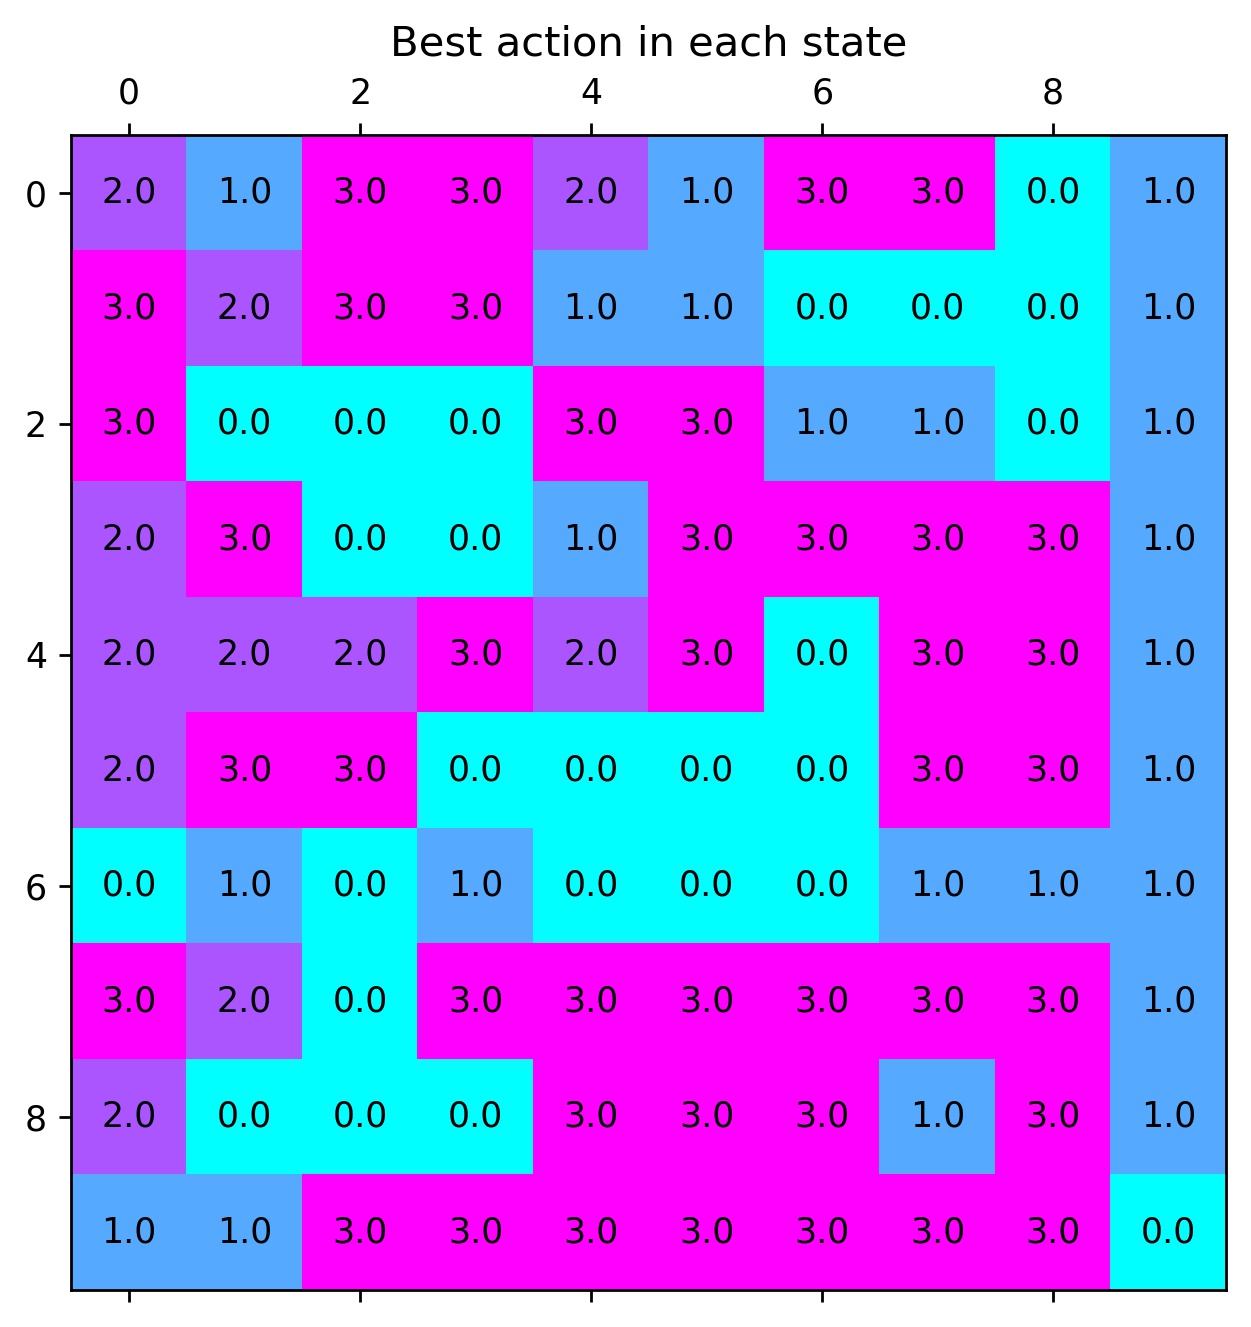 Best action in each state
0 2 4 6 8
0 2.0 1.0 3.0 3.0 2.0 1.0 3.0 3.0 0.0 1.0
3.0 2.0 3.0 3.0 1.0 1.0 0.0 0.0 0.0 1.0
2 3.0 0.0 0.0 0.0 3.0 3.0 1.0 1.0 0.0 1.0
2.0 3.0 0.0 0.0 1.0 3.0 3.0 3.0 3.0 1.0
4 2.0 2.0 2.0 3.0 2.0 3.0 0.0 3.0 3.0 1.0
2.0 3.0 3.0 0.0 0.0 0.0 0.0 3.0 3.0 1.0
6 0.0 1.0 0.0 1.0 0.0 0.0 0.0 1.0 1.0 1.0
3.0 2.0 0.0 3.0 3.0 3.0 3.0 3.0 3.0 1.0
8 2.0 0.0 0.0 0.0 3.0 3.0 3.0 1.0 3.0 1.0
1.0 1.0 3.0 3.0 3.0 3.0 3.0 3.0 3.0 0.0